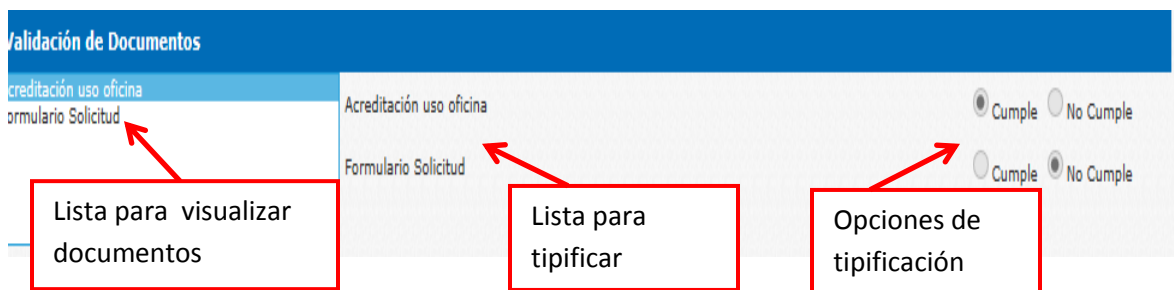 Validación de Documentos
creditación uso oficina
ormulario Solicitud
Acreditación uso oficina
Cumple
No Cumple
Formulario Solicitud
Cumple
No Cumple
Lista para visualizar
documentos
Lista para
tipificar
Opciones de
tipificación